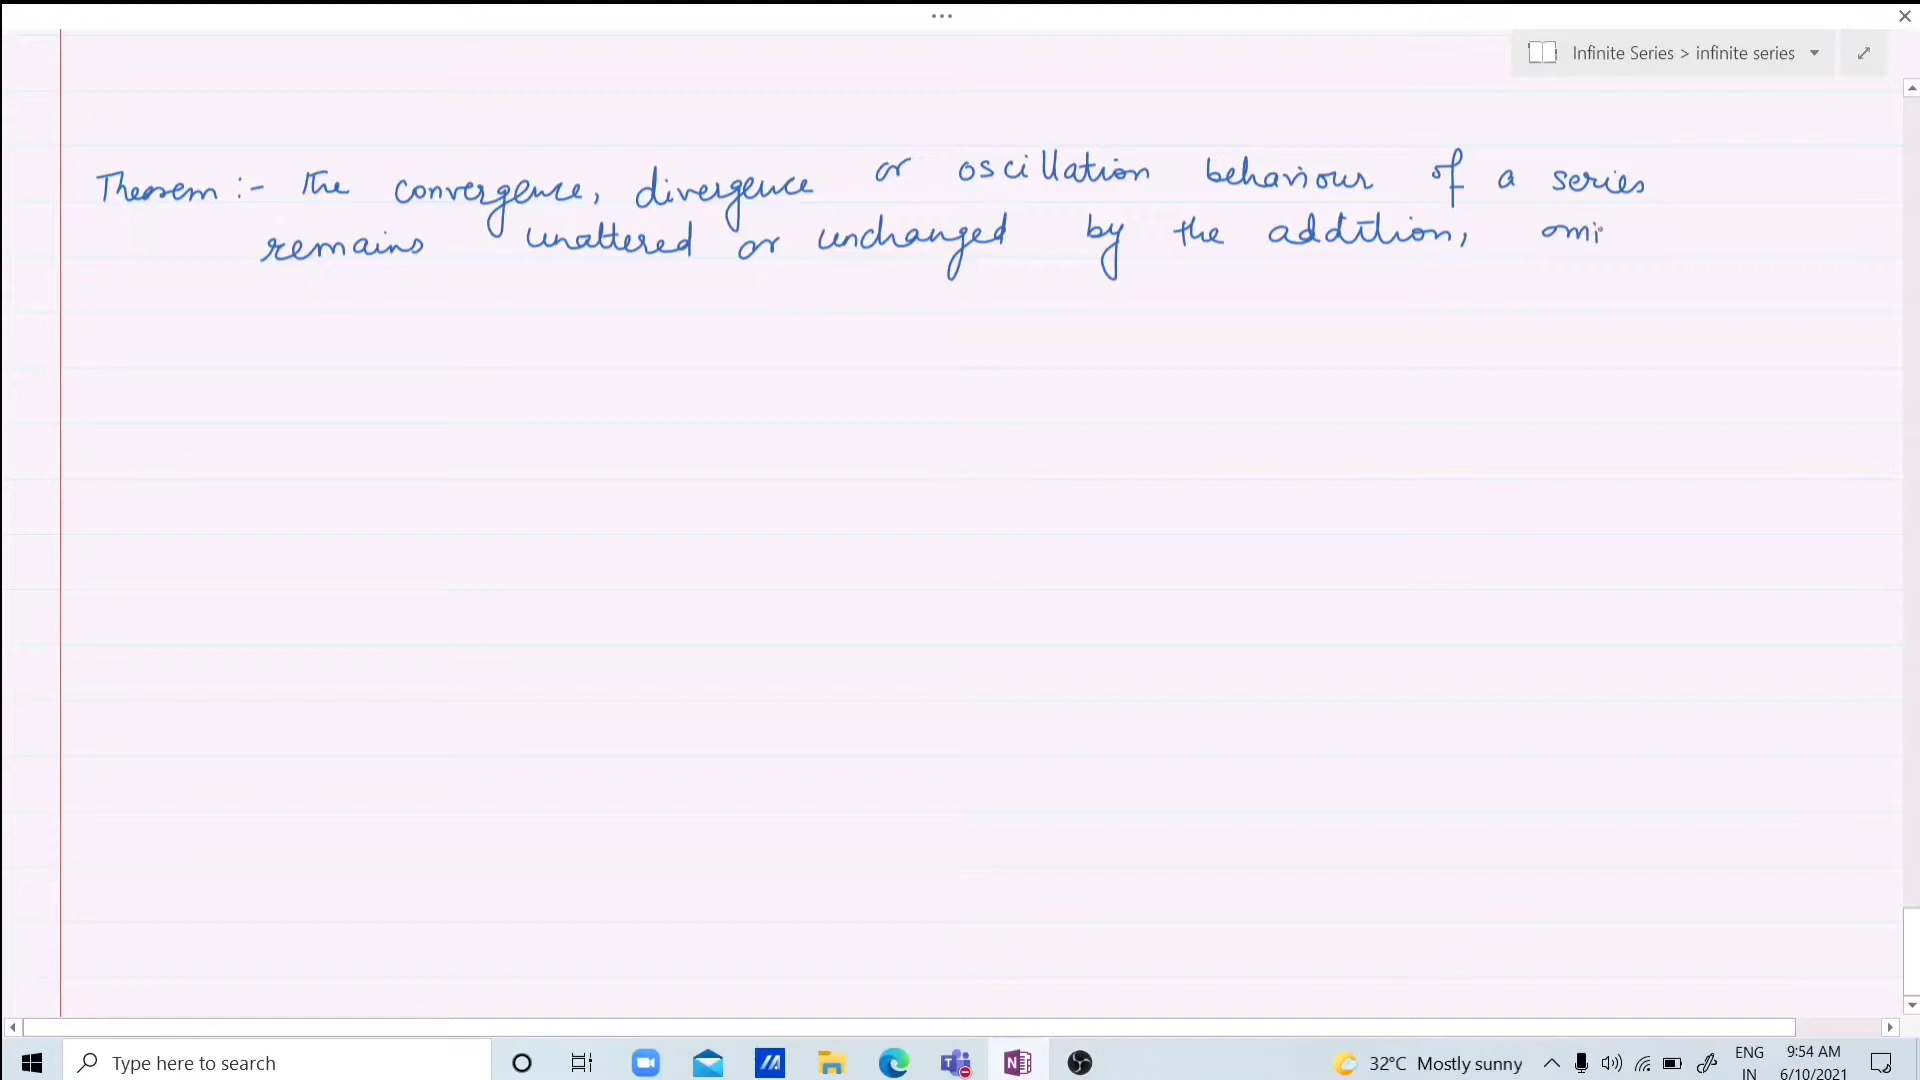 ...
Infinite Series > infinite series
Theorem :- the convergence, divergence or oscillation behaviour of a series
remains unaltered or unchanged by the addition, omi
Type here to search
32°C Mostly sunny
ENG
IN
9:54 AM
6/10/2021